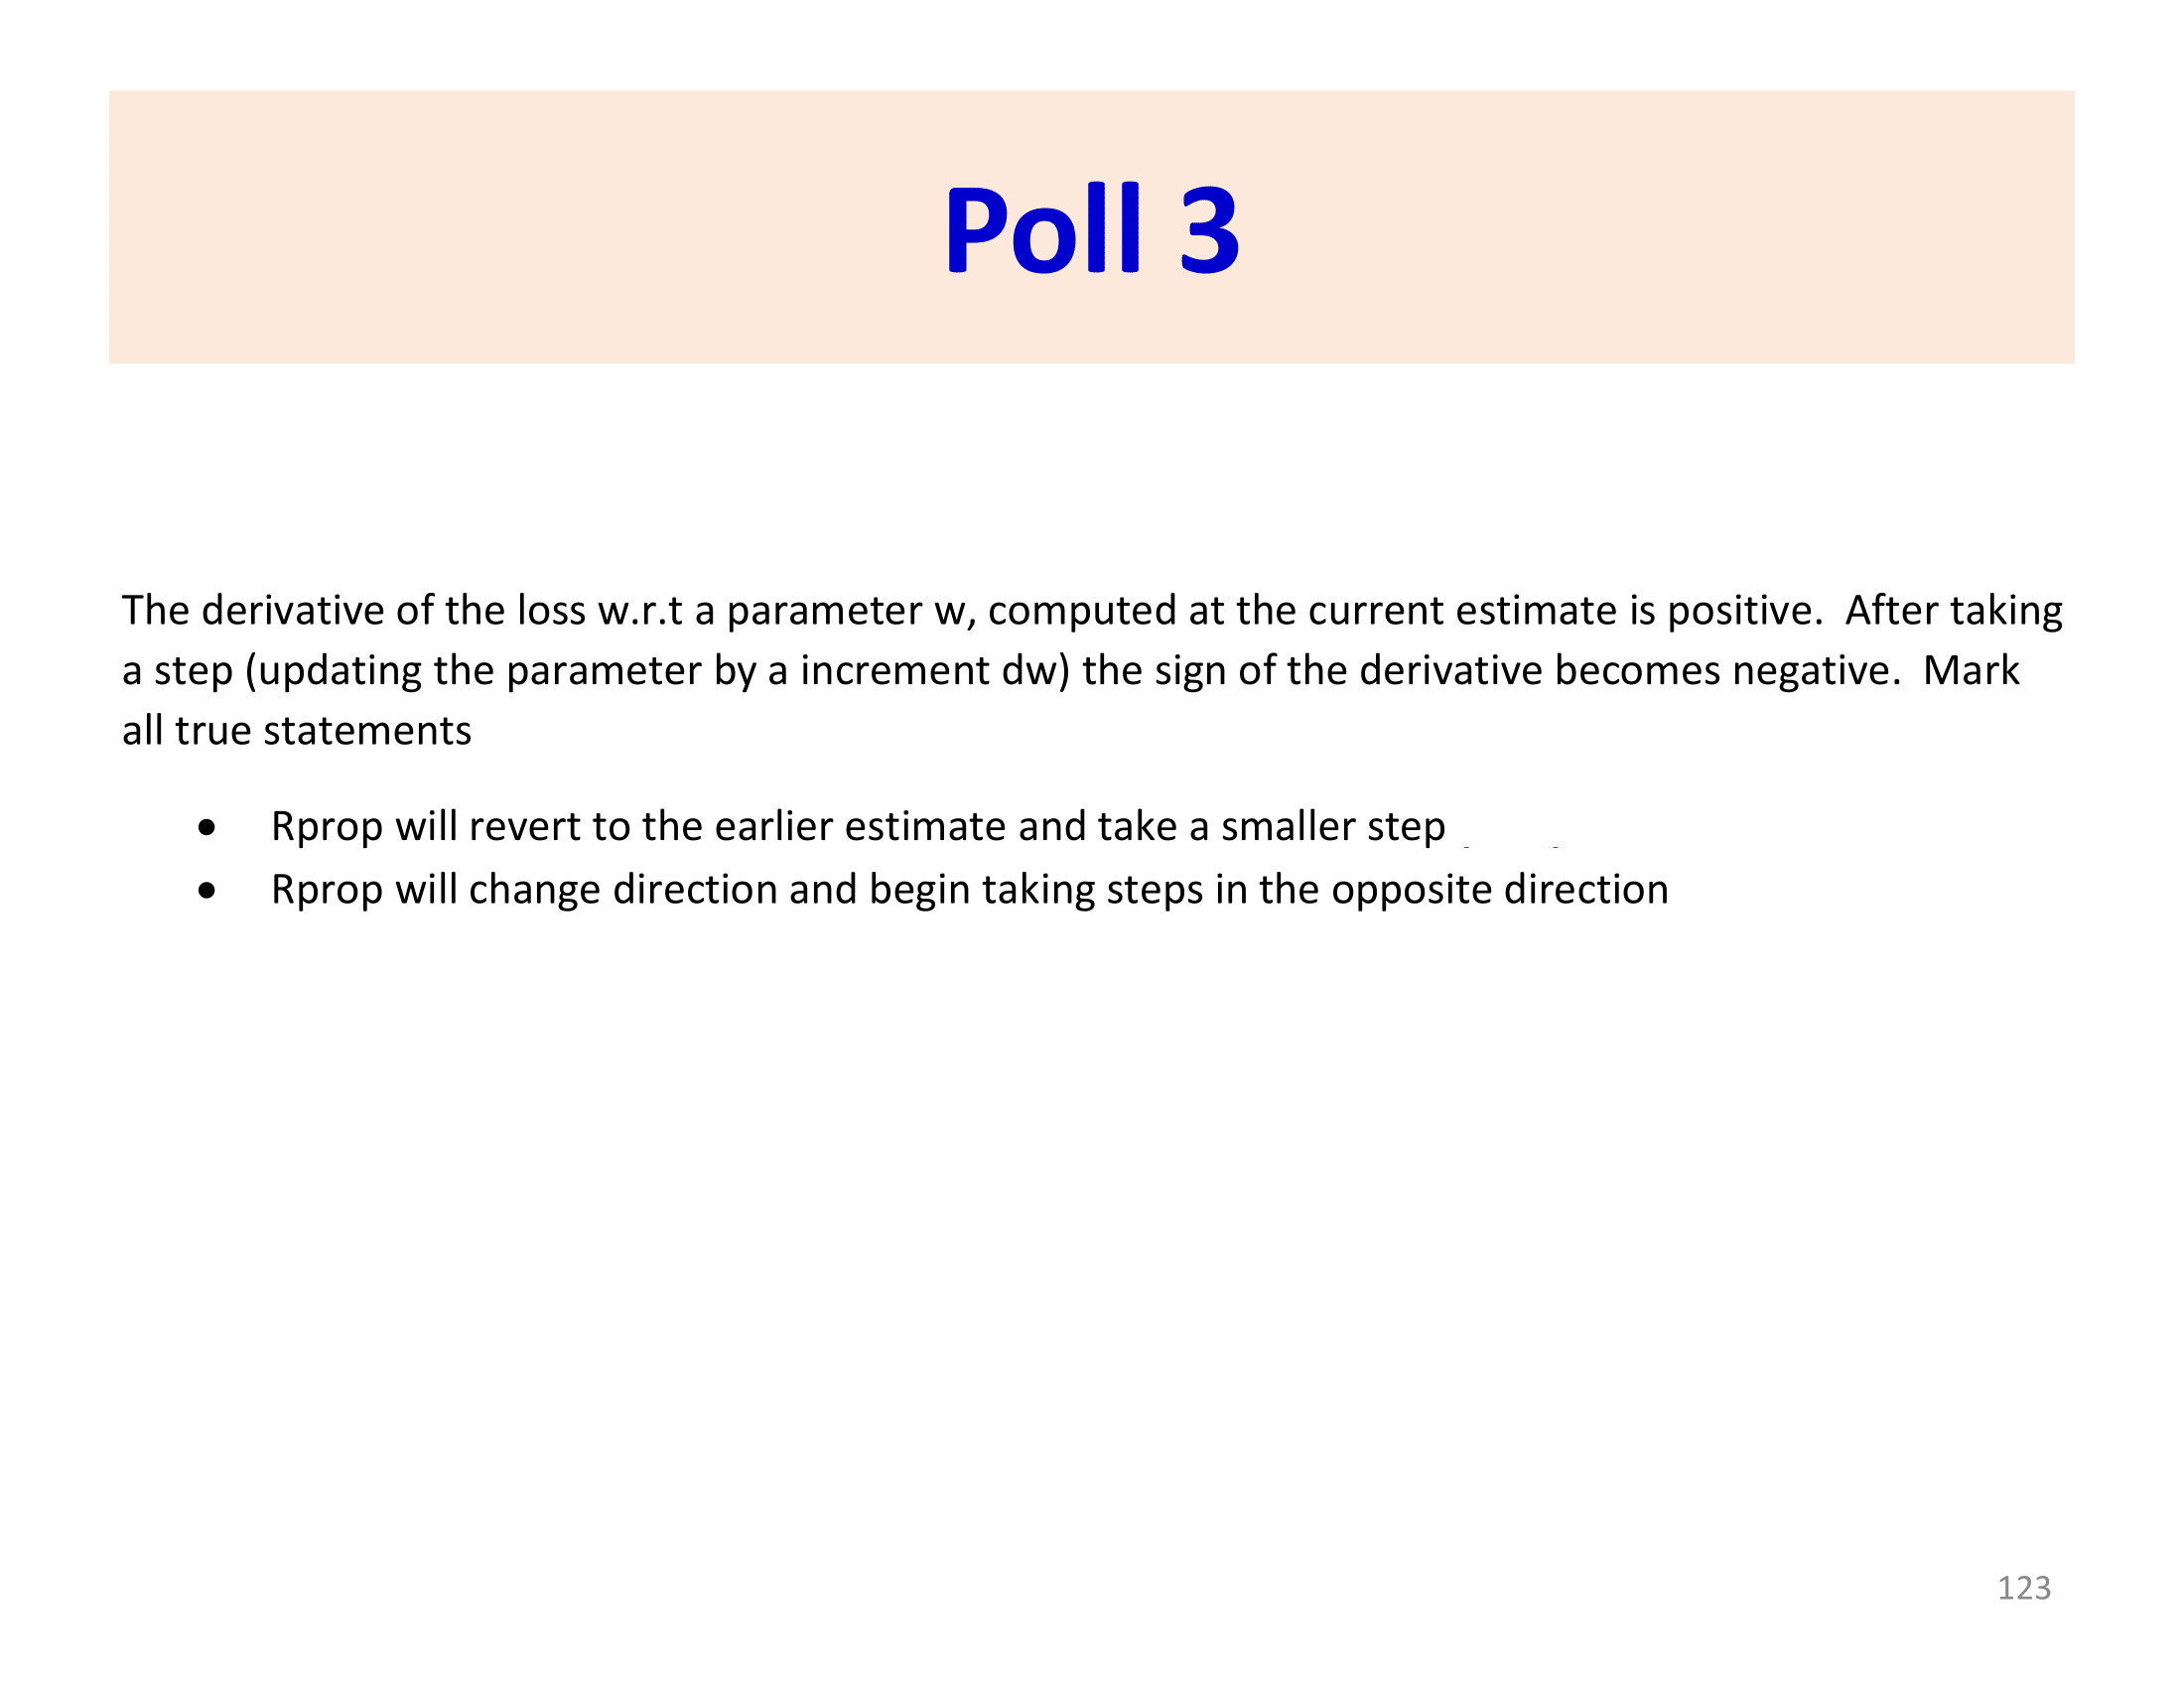 Poll 3
The derivative of the loss w.r.t a parameter w, computed at the current estimate is positive.  After taking
a step (updating the parameter by a increment dw) the sign of the derivative becomes negative.  Mark
all true statements
• Rprop will revert to the earlier estimate and take a smaller step
• Rprop will change direction and begin taking steps in the opposite direction
123